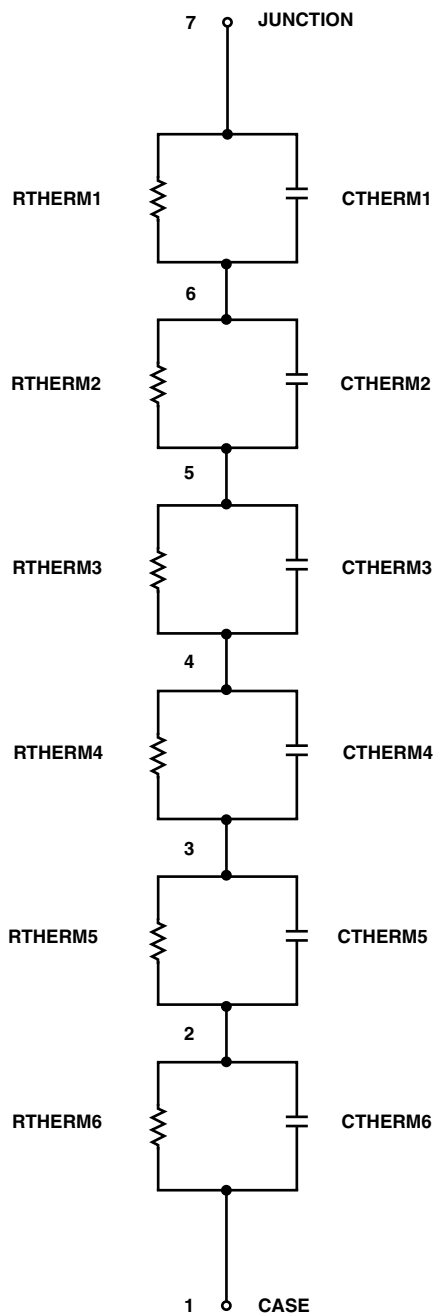 7 JUNCTION
RTHERM1 CTHERM1
6
RTHERM2 CTHERM2
5
RTHERM3 CTHERM3
4
RTHERM4 CTHERM4
3
RTHERM5 CTHERM5
2
RTHERM6 CTHERM6
1 CASE